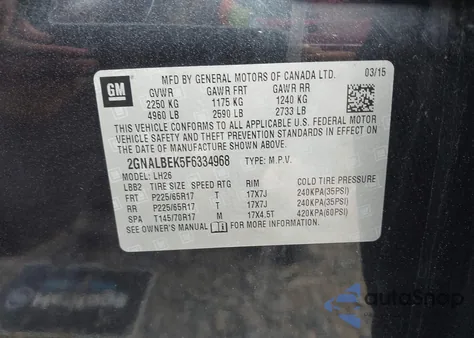 GM
MFD BY GENERAL MOTORS OF CANADA LTD. 03/15
GVWR GAWR FRT GAWR RR
2250 KG 1175 KG 1240 KG
4960 LB 2590 LB 2733 LB
THIS VEHICLE CONFORMS TO ALL APPLICABLE U.S. FEDERAL MOTOR
VEHICLE SAFETY AND THEFT PREVENTION STANDARDS IN EFFECT ON
THE DATE OF MANUFACTURE SHOWN ABOVE.
2GNALBEK5F6334968 TYPE: M.P.V.
MODEL: LH26
LBB2 TIRE SIZE SPEED RTG RIM COLD TIRE PRESSURE
FRT P225/65R17 T 17X7J 240KPA(35PSI)
RR P225/65R17 T 17X7J 240KPA(35PSI)
SPA T145/70R17 M 17X4.5T 420KPA(60PSI)
SEE OWNER'S MANUAL FOR MORE INFORMATION
autoSnap